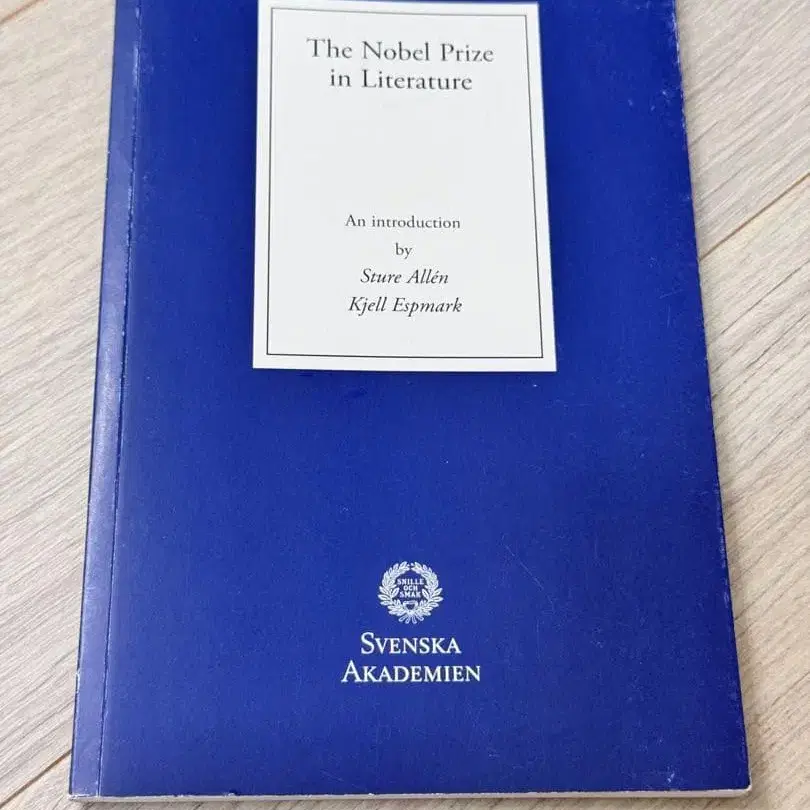 The Nobel Prize
in Literature
An introduction
by
Sture Allén
Kjell Espmark
SNILLE
OCH
SMAK
SVENSKA
AKADEMIEN